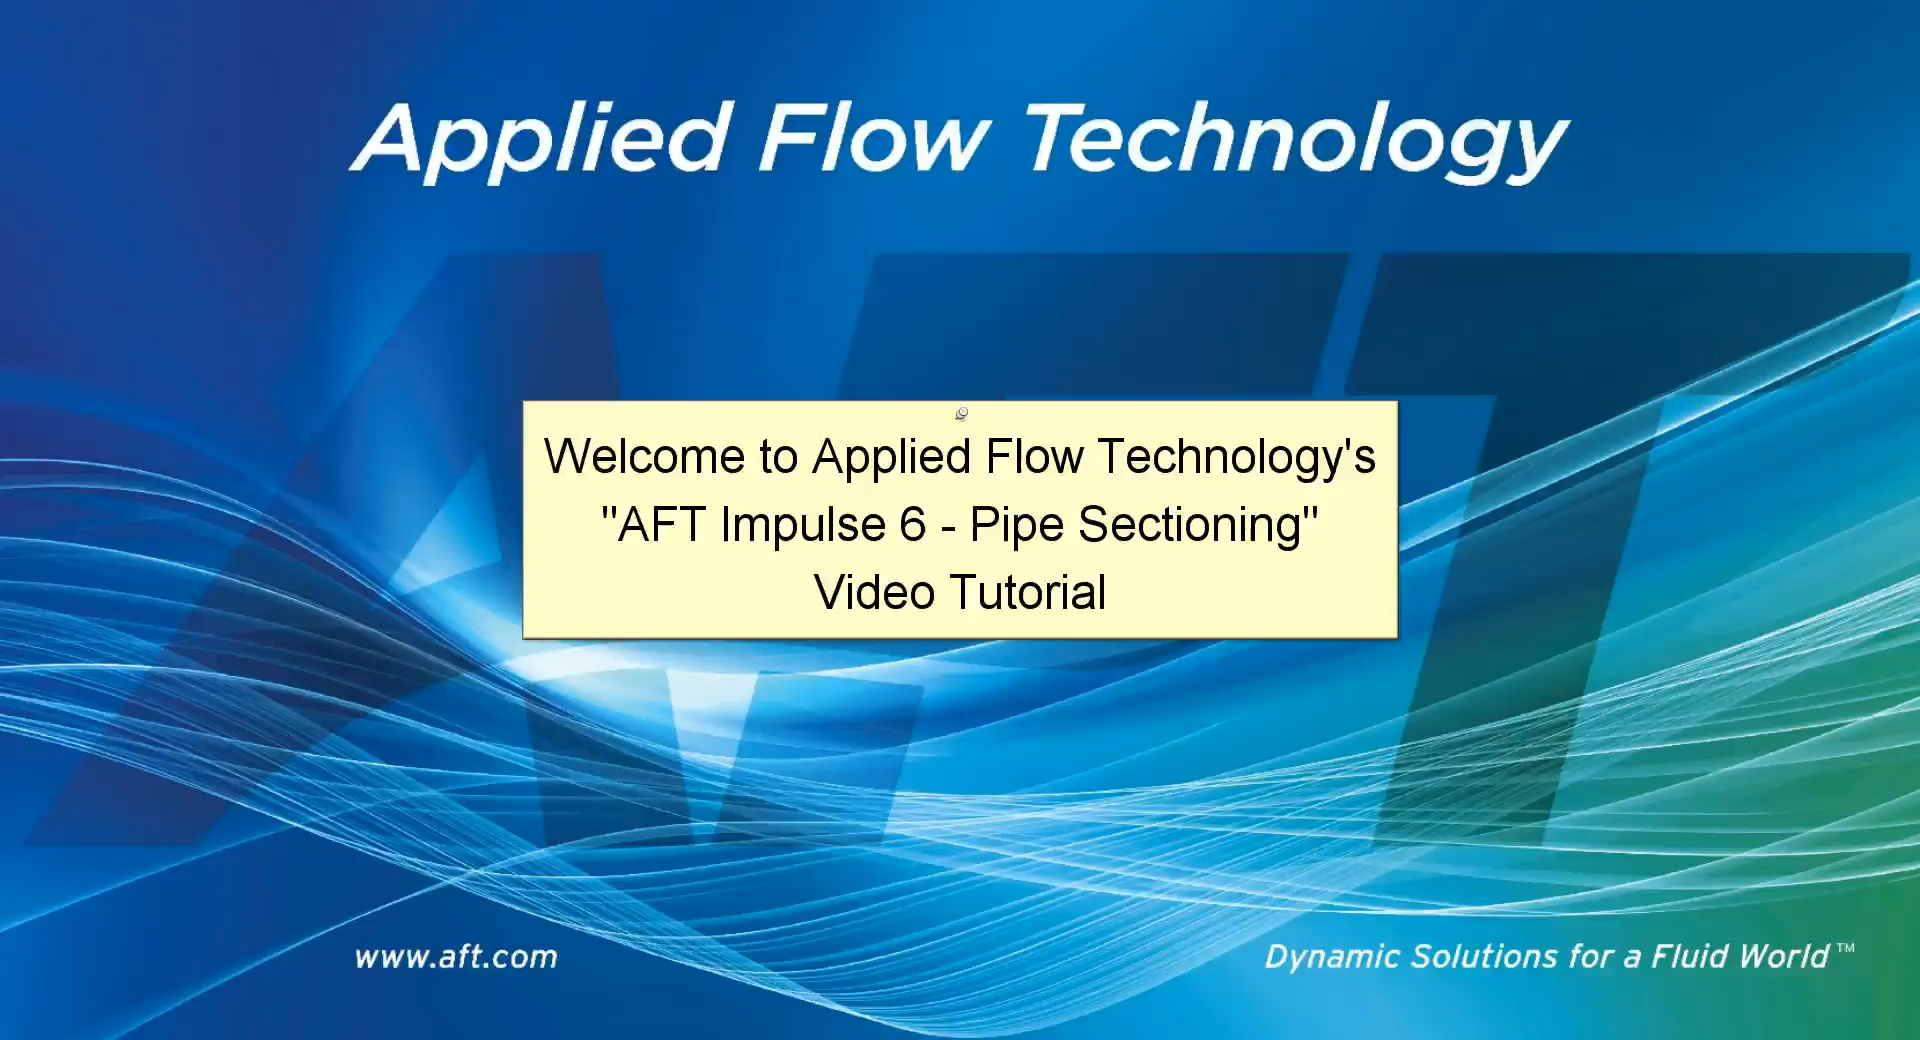 Applied Flow Technology
AFT
Welcome to Applied Flow Technology's
"AFT Impulse 6 - Pipe Sectioning"
Video Tutorial
www.aft.com
Dynamic Solutions for a Fluid World™